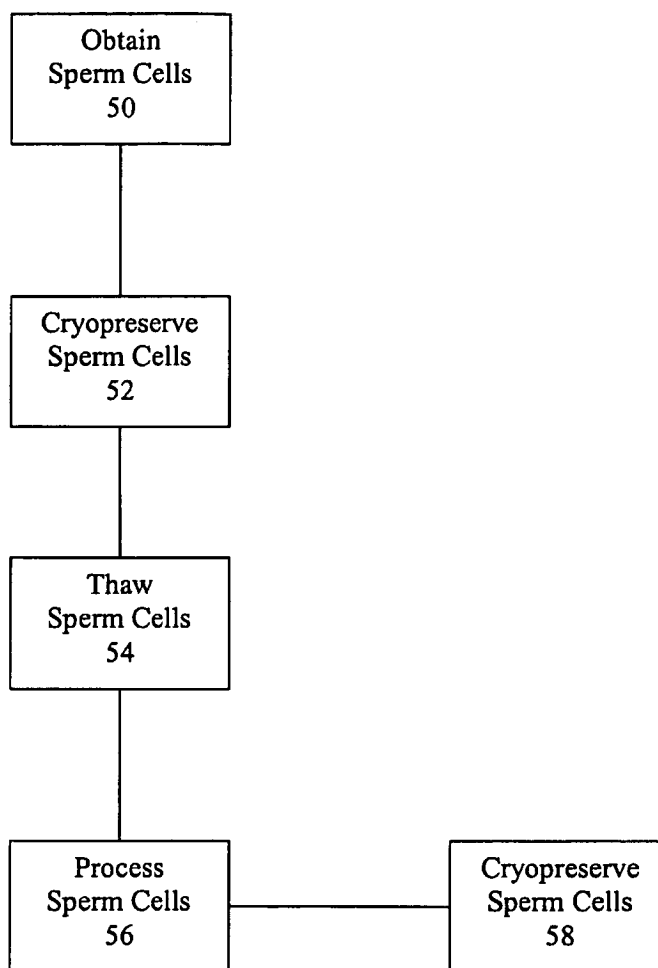 Obtain
Sperm Cells
50
Cryopreserve
Sperm Cells
52
Thaw
Sperm Cells
54
Process
Sperm Cells
56
Cryopreserve
Sperm Cells
58